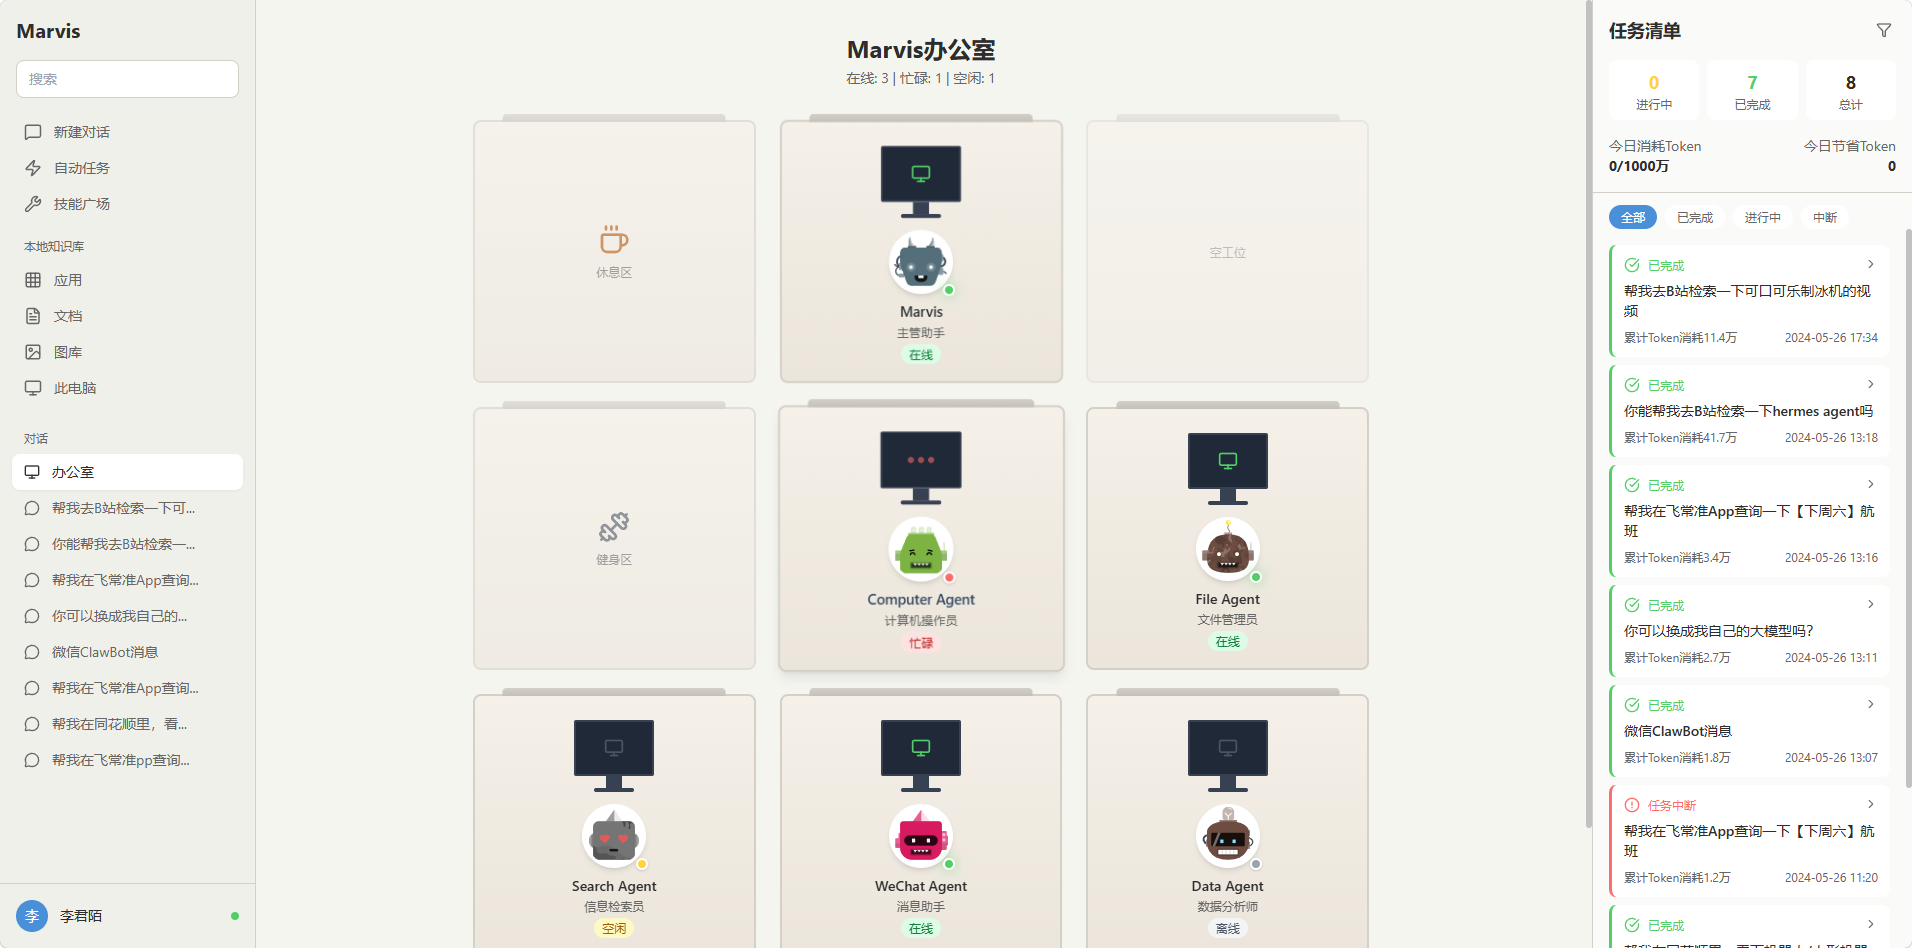 Marvis
搜索
新建对话
自动任务
技能广场
本地知识库
应用
文档
图库
此电脑
对话
办公室
帮我去B站检索一下可...
你能帮我去B站检索一...
帮我在飞常准App查询...
你可以换成我自己的...
微信ClawBot消息
帮我在飞常准App查询...
帮我在同花顺里，看...
帮我在飞常准pp查询...
李
李君陌
Marvis办公室
在线: 3 | 忙碌: 1 | 空闲: 1
休息区
Marvis
主管助手
在线
空工位
健身区
Computer Agent
计算机操作员
忙碌
File Agent
文件管理员
在线
Search Agent
信息检索员
空闲
WeChat Agent
消息助手
在线
Data Agent
数据分析师
离线
任务清单
0
进行中
7
已完成
8
总计
今日消耗Token
0/1000万
今日节省Token
0
全部
已完成
进行中
中断
已完成
帮我去B站检索一下可口可乐制冰机的视
频
累计Token消耗11.4万
2024-05-26 17:34
已完成
你能帮我去B站检索一下hermes agent吗
累计Token消耗41.7万
2024-05-26 13:18
已完成
帮我在飞常准App查询一下【下周六】航
班
累计Token消耗3.4万
2024-05-26 13:16
已完成
你可以换成我自己的大模型吗？
累计Token消耗2.7万
2024-05-26 13:11
已完成
微信ClawBot消息
累计Token消耗1.8万
2024-05-26 13:07
任务中断
帮我在飞常准App查询一下【下周六】航
班
累计Token消耗1.2万
2024-05-26 11:20
已完成